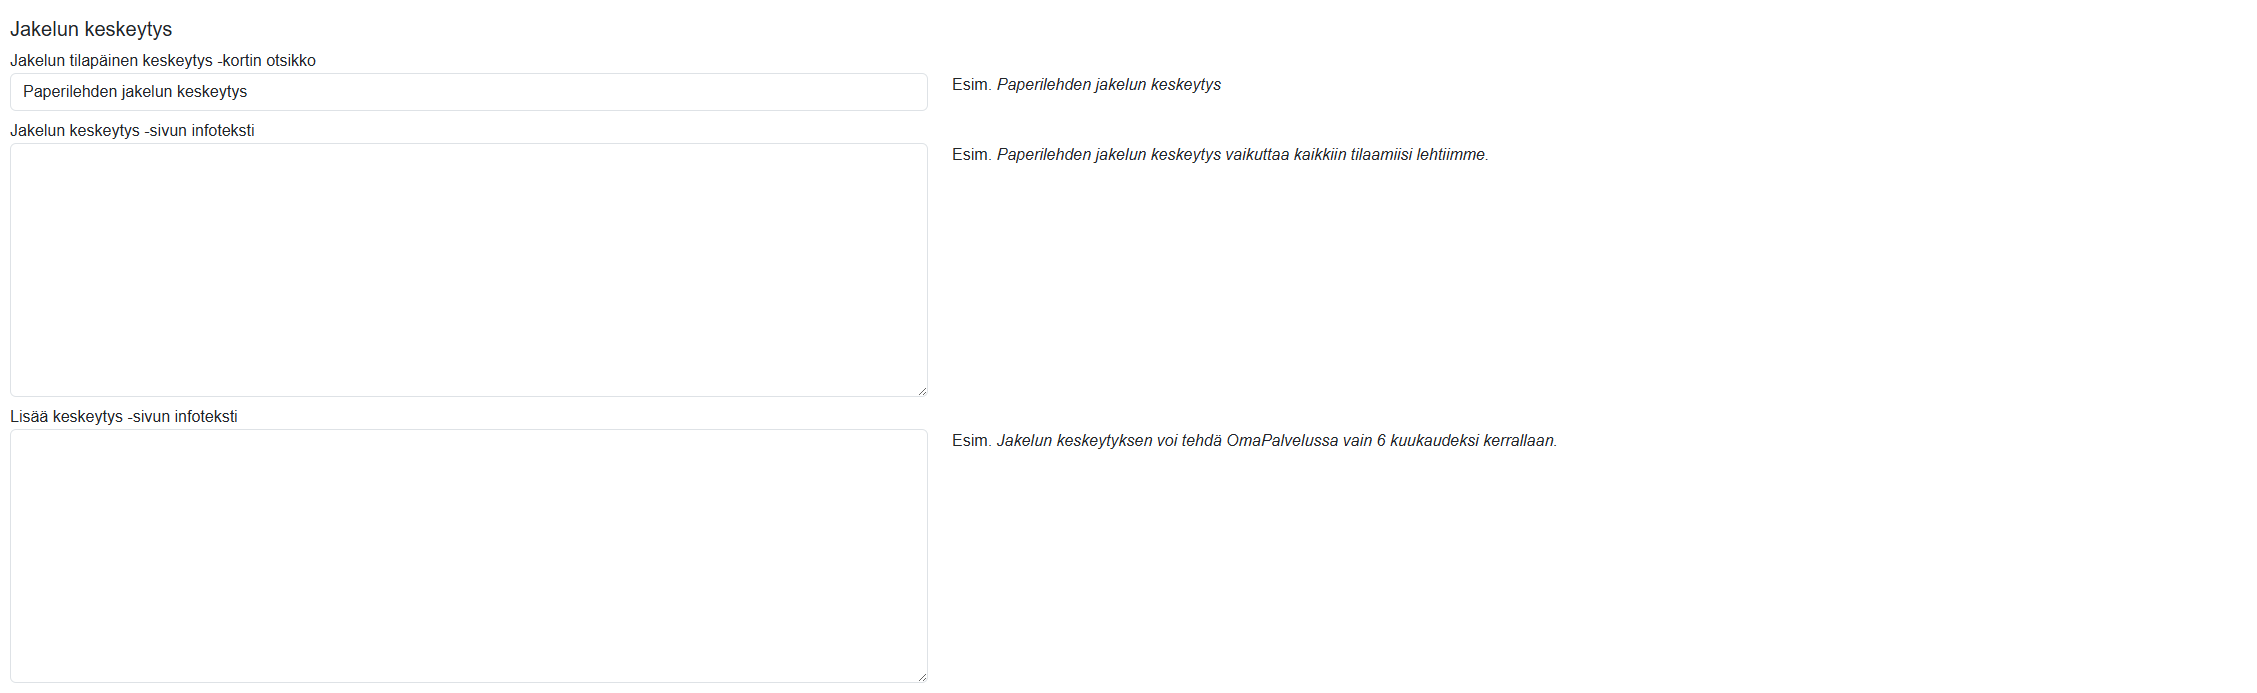 Jakelun keskeytys
Jakelun tilapäinen keskeytys -kortin otsikko
Paperilehden jakelun keskeytys
Esim. Paperilehden jakelun keskeytys
Jakelun keskeytys -sivun infoteksti
Esim. Paperilehden jakelun keskeytys vaikuttaa kaikkiin tilaamiisi lehtiimme.
Lisää keskeytys -sivun infoteksti
Esim. Jakelun keskeytyksen voi tehdä OmaPalvelussa vain 6 kuukaudeksi kerrallaan.